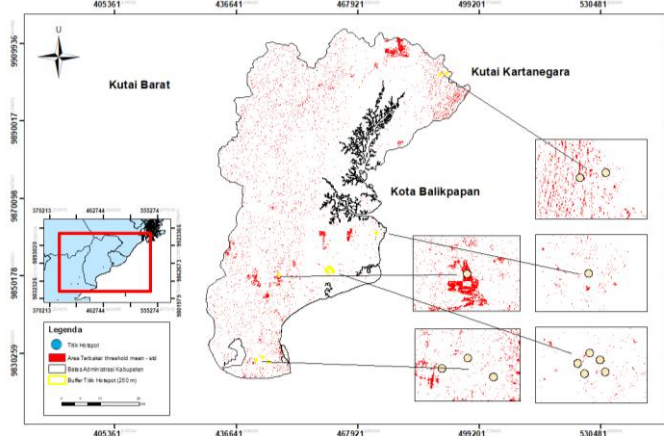 405361 436641 467921 499201 530481
U
9909936
Kutai Barat
Kutai Kartanegara
9890017
Kota Balikpapan
9870098
370213 462744 555274
9850178
Legenda
Titik Hotspot
Area Terbakar threshold mean - std
Batas Administrasi Kabupaten
Buffer Titik Hotspot (250 m)
9830259
405361 436641 467921 499201 530481